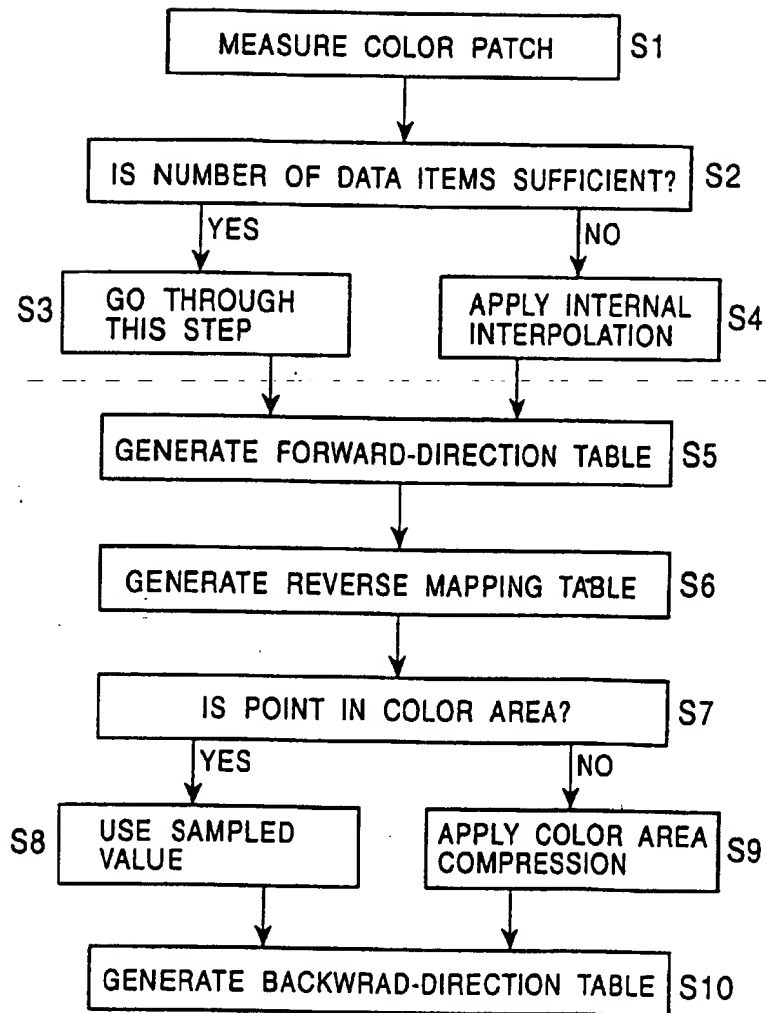 MEASURE COLOR PATCH S1
IS NUMBER OF DATA ITEMS SUFFICIENT? S2
YES NO
S3 GO THROUGH THIS STEP
APPLY INTERNAL INTERPOLATION S4
GENERATE FORWARD-DIRECTION TABLE S5
GENERATE REVERSE MAPPING TABLE S6
IS POINT IN COLOR AREA? S7
YES NO
S8 USE SAMPLED VALUE
APPLY COLOR AREA COMPRESSION S9
GENERATE BACKWRAD-DIRECTION TABLE S10